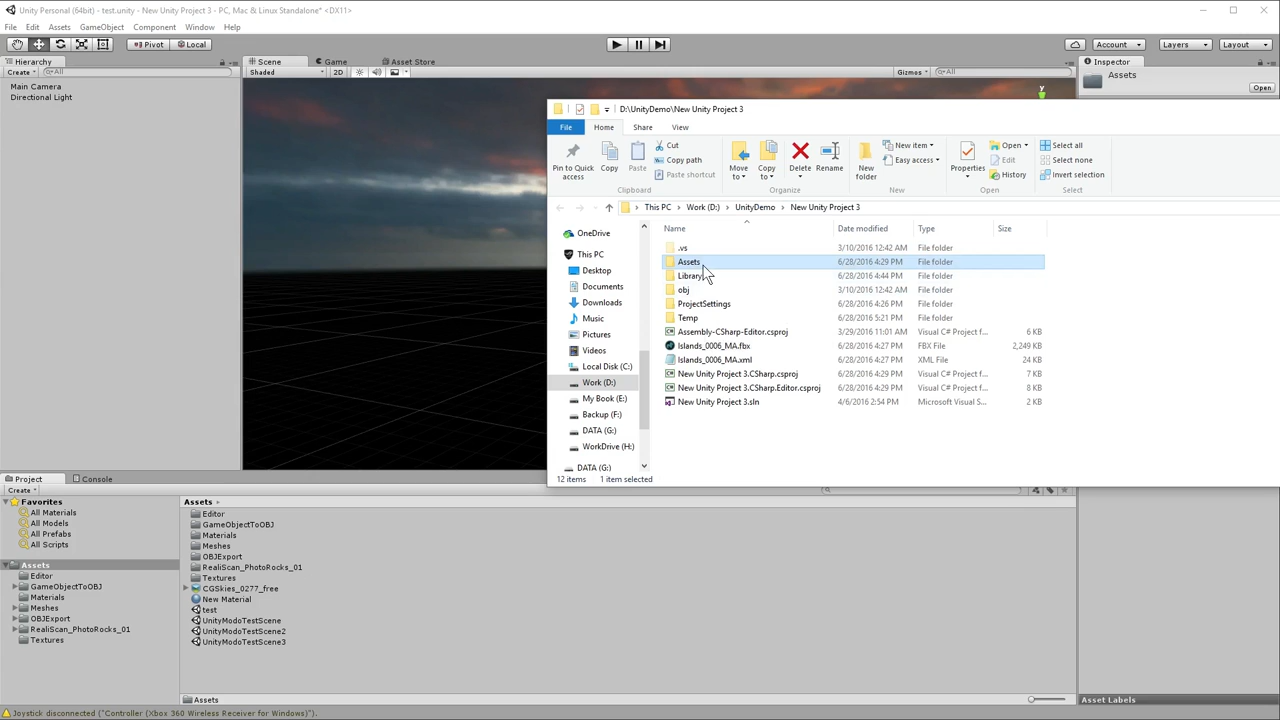 Unity Personal (64bit) - test.unity - New Unity Project 3 - PC, Mac & Linux Standalone* <DX11>
File Edit Assets GameObject Component Window Help
Pivot Local Account Layers Layout
Hierarchy Scene Game Asset Store Inspector
Create All Shaded 2D Gizmos All Assets
Open
Main Camera
Directional Light
y
D:\UnityDemo\New Unity Project 3
File Home Share View
Pin to Quick access
Copy
Paste
Cut
Copy path
Paste shortcut
Clipboard
Move to
Copy to
Delete
Rename
Organize
New folder
New item
Easy access
New
Properties
Open
Edit
History
Open
Select all
Select none
Invert selection
Select
This PC > Work (D:) > UnityDemo > New Unity Project 3
OneDrive
This PC
Desktop
Documents
Downloads
Music
Pictures
Videos
Local Disk (C:)
Work (D:)
My Book (E:)
Backup (F:)
DATA (G:)
WorkDrive (H:)
DATA (G:)
Name Date modified Type Size
.vs 3/10/2016 12:42 AM File folder
Assets 6/28/2016 4:29 PM File folder
Library 6/28/2016 4:44 PM File folder
obj 3/10/2016 12:42 AM File folder
ProjectSettings 6/28/2016 4:26 PM File folder
Temp 6/28/2016 5:21 PM File folder
Assembly-CSharp-Editor.csproj 3/29/2016 11:01 AM Visual C# Project f... 6 KB
Islands_0006_MA.fbx 6/28/2016 4:27 PM FBX File 2,249 KB
Islands_0006_MA.xml 6/28/2016 4:27 PM XML File 24 KB
New Unity Project 3.CSharp.csproj 6/28/2016 4:29 PM Visual C# Project f... 7 KB
New Unity Project 3.CSharp.Editor.csproj 6/28/2016 4:29 PM Visual C# Project f... 8 KB
New Unity Project 3.sln 4/6/2016 2:54 PM Microsoft Visual S... 2 KB
12 items 1 item selected
Project Console
Create
Favorites
All Materials
All Models
All Prefabs
All Scripts
Assets
Editor
GameObjectToOBJ
Materials
Meshes
OBJExport
RealiScan_PhotoRocks_01
Textures
Assets
Editor
GameObjectToOBJ
Materials
Meshes
OBJExport
RealiScan_PhotoRocks_01
Textures
CGSkies_0277_free
New Material
test
UnityModoTestScene
UnityModoTestScene2
UnityModoTestScene3
Assets
Asset Labels
Joystick disconnected ("Controller (Xbox 360 Wireless Receiver for Windows)").